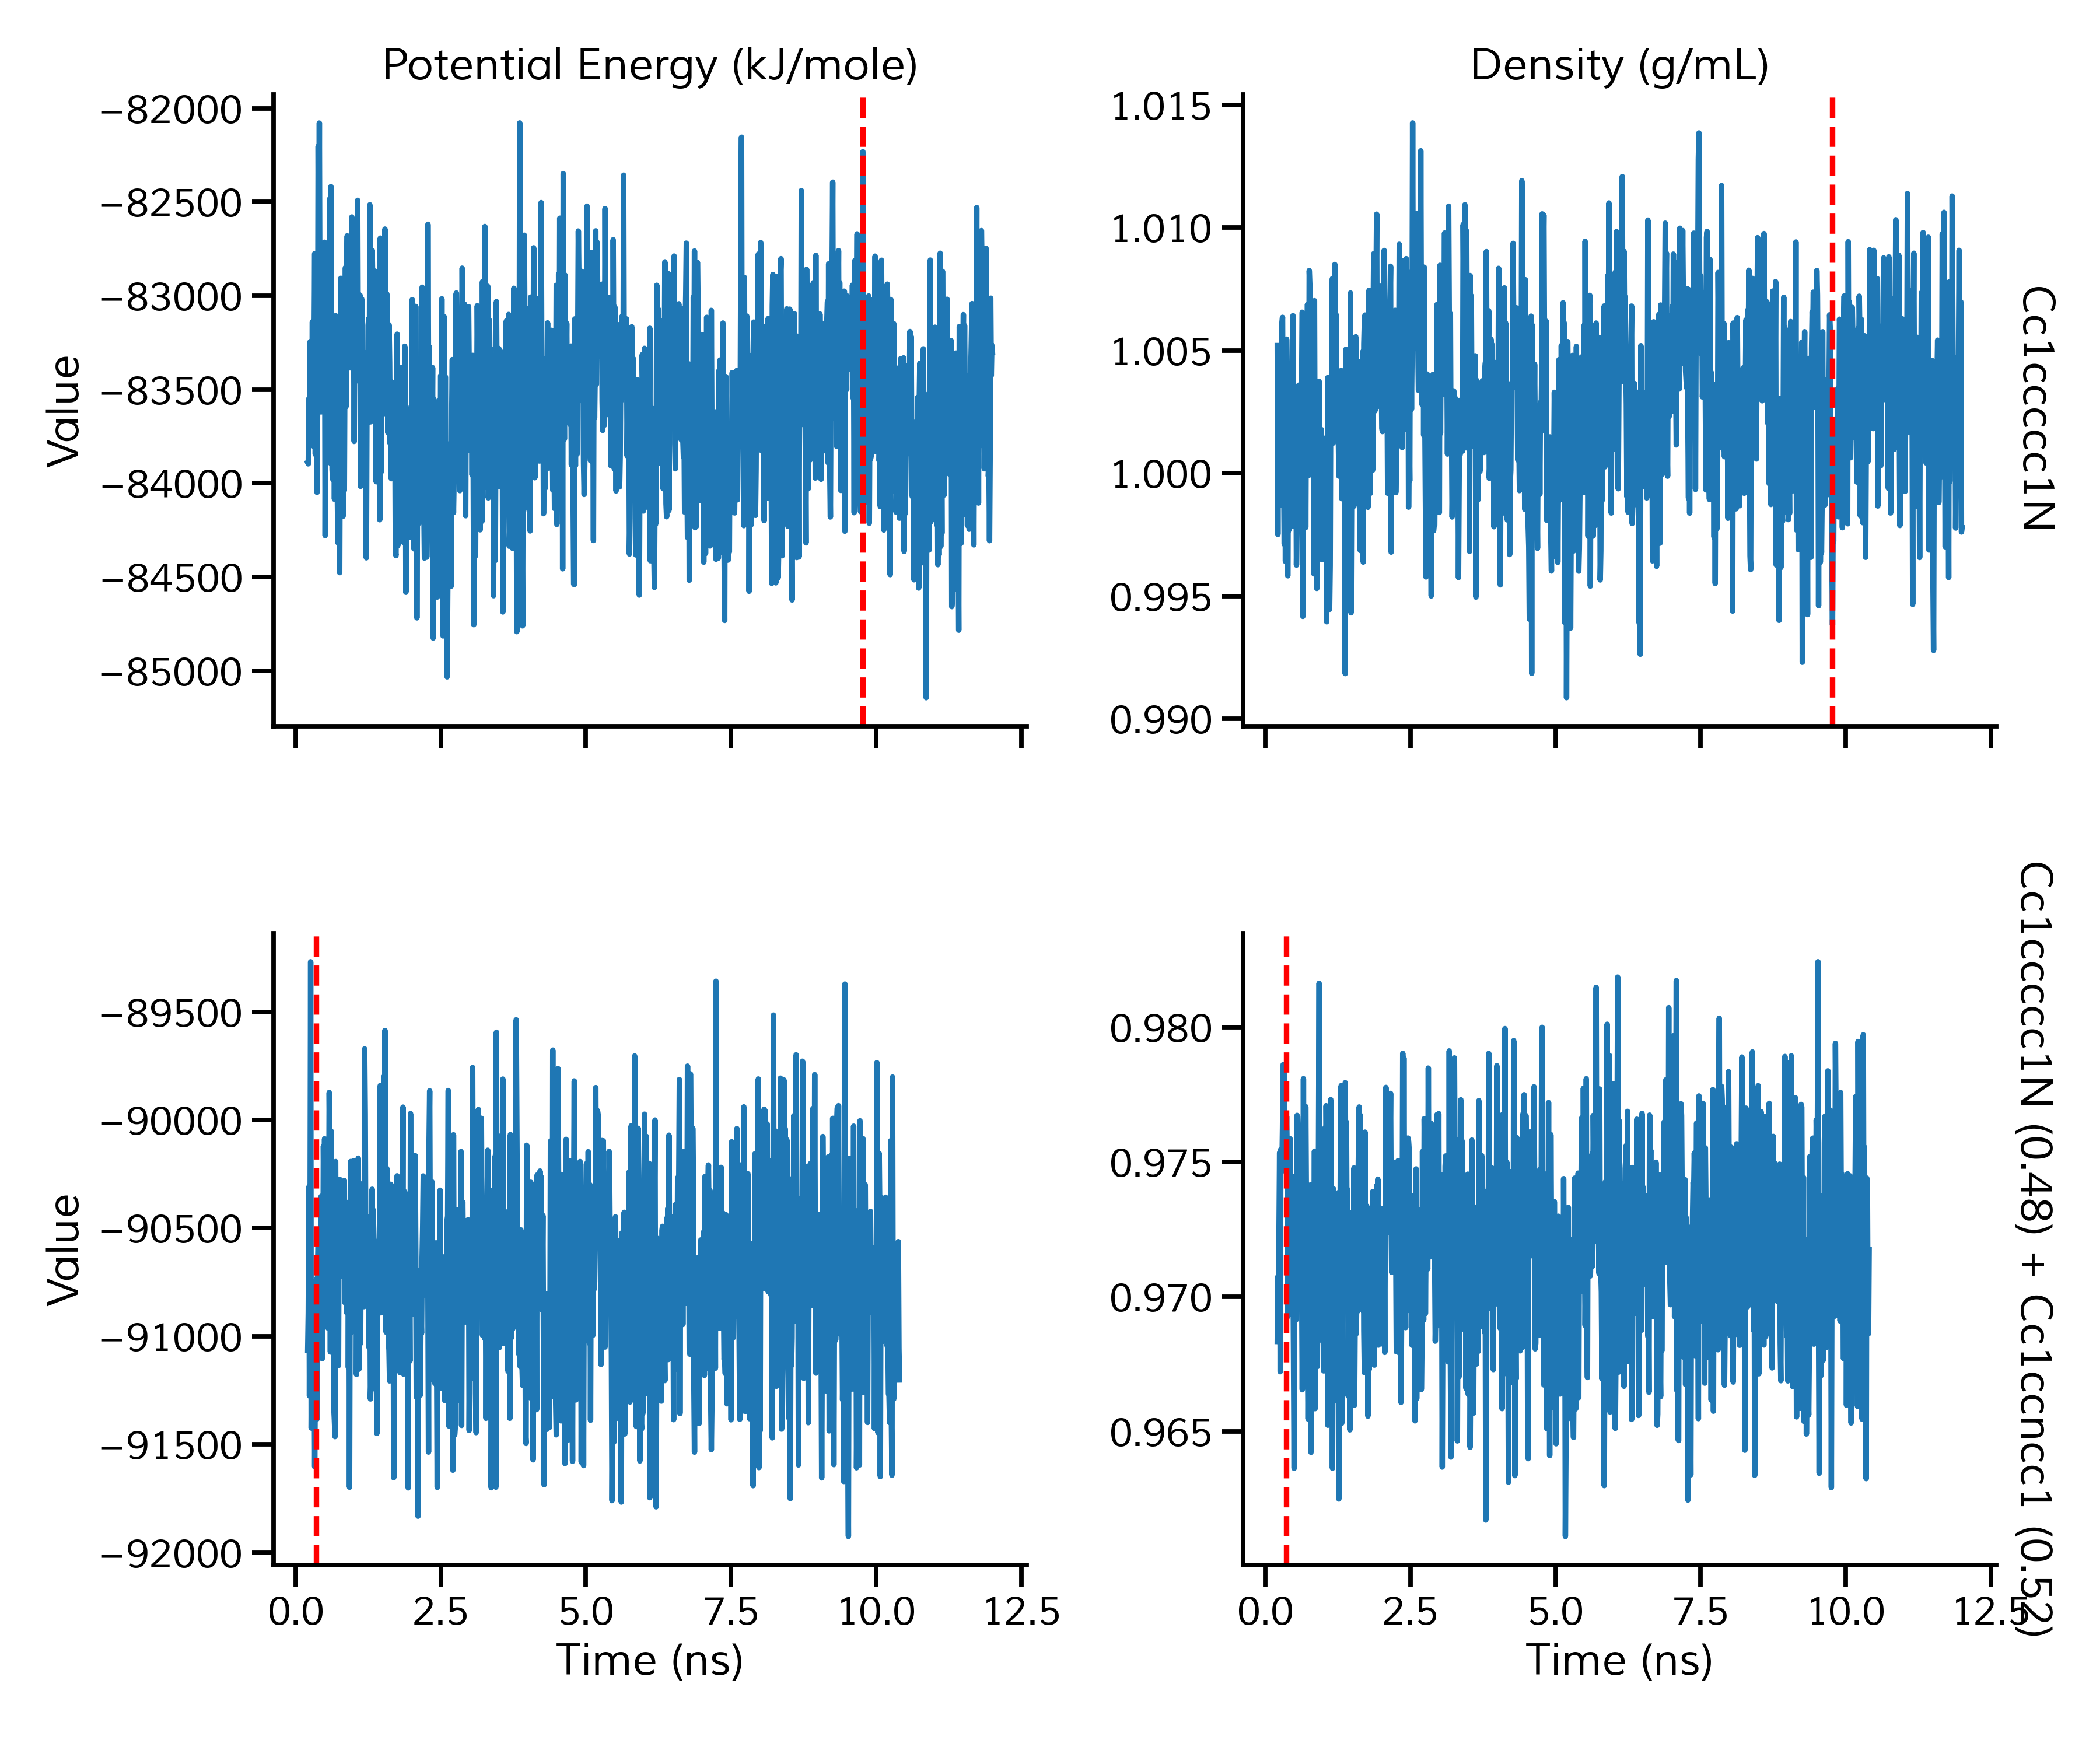 Potential Energy (kJ/mole)
Density (g/mL)
Value
−82000
−82500
−83000
−83500
−84000
−84500
−85000
1.015
1.010
1.005
1.000
0.995
0.990
Cc1ccccc1N
Value
−89500
−90000
−90500
−91000
−91500
−92000
0.0 2.5 5.0 7.5 10.0 12.5
Time (ns)
0.980
0.975
0.970
0.965
0.0 2.5 5.0 7.5 10.0 12.5
Time (ns)
Cc1ccccc1N (0.48) + Cc1ccncc1 (0.52)